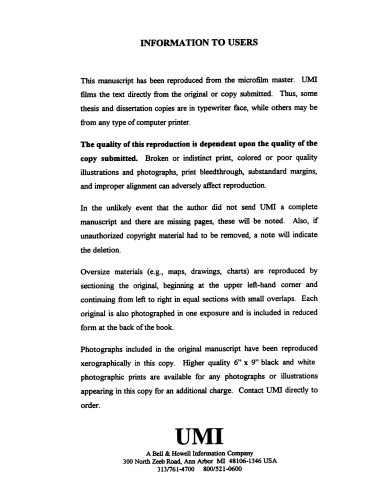 INFORMATION TO USERS
This manuscript has been reproduced from the microfilm master. UMI
films the text directly from the original or copy submitted. Thus, some
thesis and dissertation copies are in typewriter face, while others may be
from any type of computer printer.
The quality of this reproduction is dependent upon the quality of the
copy submitted. Broken or indistinct print, colored or poor quality
illustrations and photographs, print bleedthrough, substandard margins,
and improper alignment can adversely affect reproduction.
In the unlikely event that the author did not send UMI a complete
manuscript and there are missing pages, these will be noted. Also, if
unauthorized copyright material had to be removed, a note will indicate
the deletion.
Oversize materials (e.g., maps, drawings, charts) are reproduced by
sectioning the original, beginning at the upper left-hand corner and
continuing from left to right in equal sections with small overlaps. Each
original is also photographed in one exposure and is included in reduced
form at the back of the book.
Photographs included in the original manuscript have been reproduced
xerographically in this copy. Higher quality 6" x 9" black and white
photographic prints are available for any photographs or illustrations
appearing in this copy for an additional charge. Contact UMI directly to
order.
UMI
A Bell & Howell Information Company
300 North Zeeb Road, Ann Arbor MI 48106-1346 USA
313/761-4700 800/521-0600